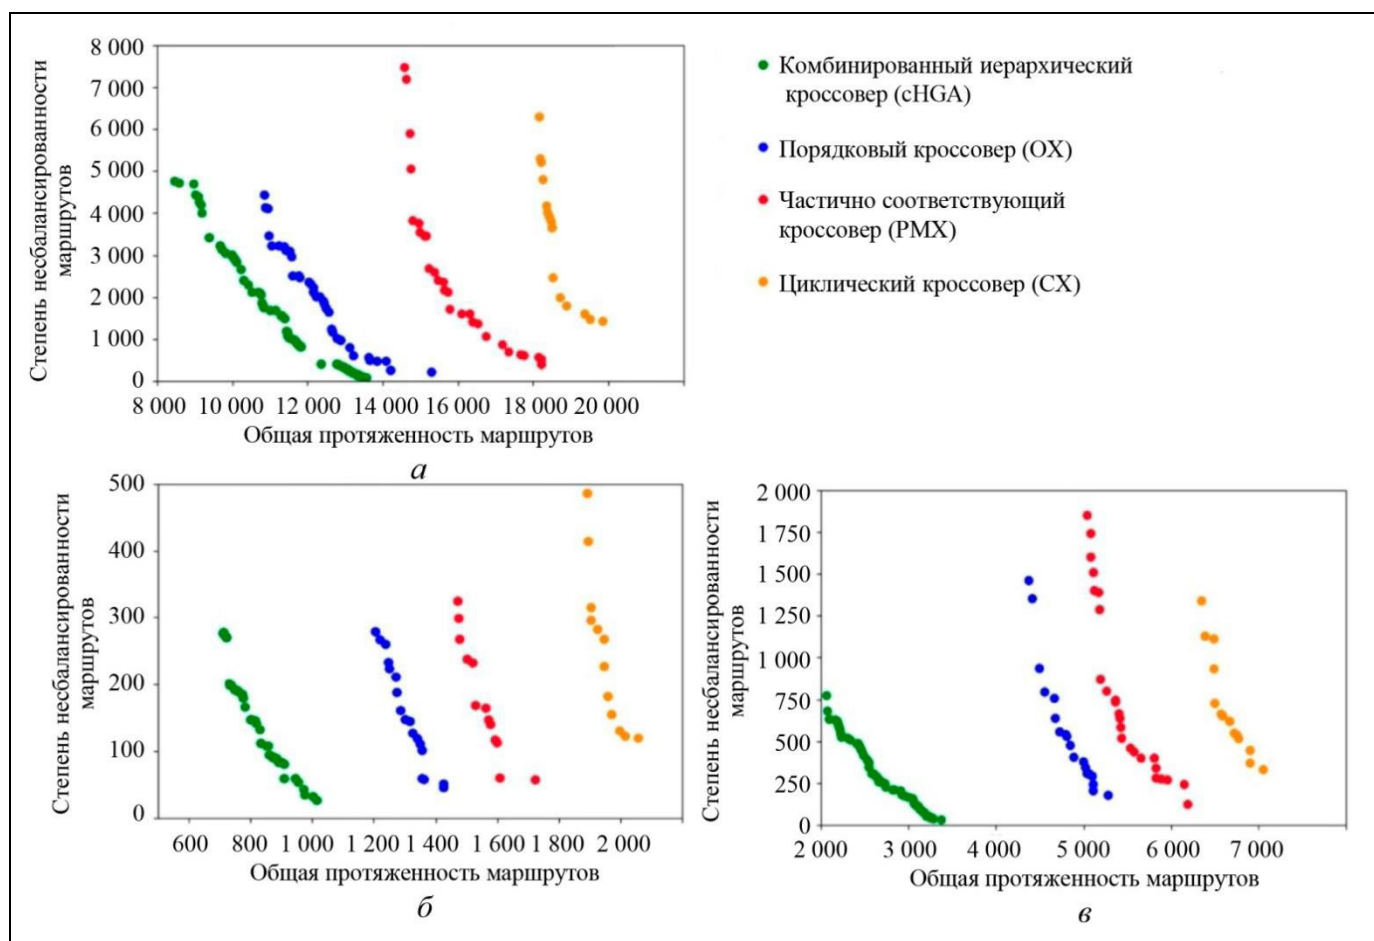 8 000
7 000
6 000
5 000
4 000
3 000
2 000
1 000
0
Степень несбалансированности
маршрутов
8 000 10 000 12 000 14 000 16 000 18 000 20 000
Общая протяженность маршрутов
а
Комбинированный иерархический
кроссовер (cHGA)
Порядковый кроссовер (OX)
Частично соответствующий
кроссовер (PMX)
Циклический кроссовер (CX)
500
400
300
200
100
0
Степень несбалансированности
маршрутов
600 800 1 000 1 200 1 400 1 600 1 800 2 000
Общая протяженность маршрутов
б
2 000
1 750
1 500
1 250
1 000
750
500
250
0
Степень несбалансированности
маршрутов
2 000 3 000 4 000 5 000 6 000 7 000
Общая протяженность маршрутов
в